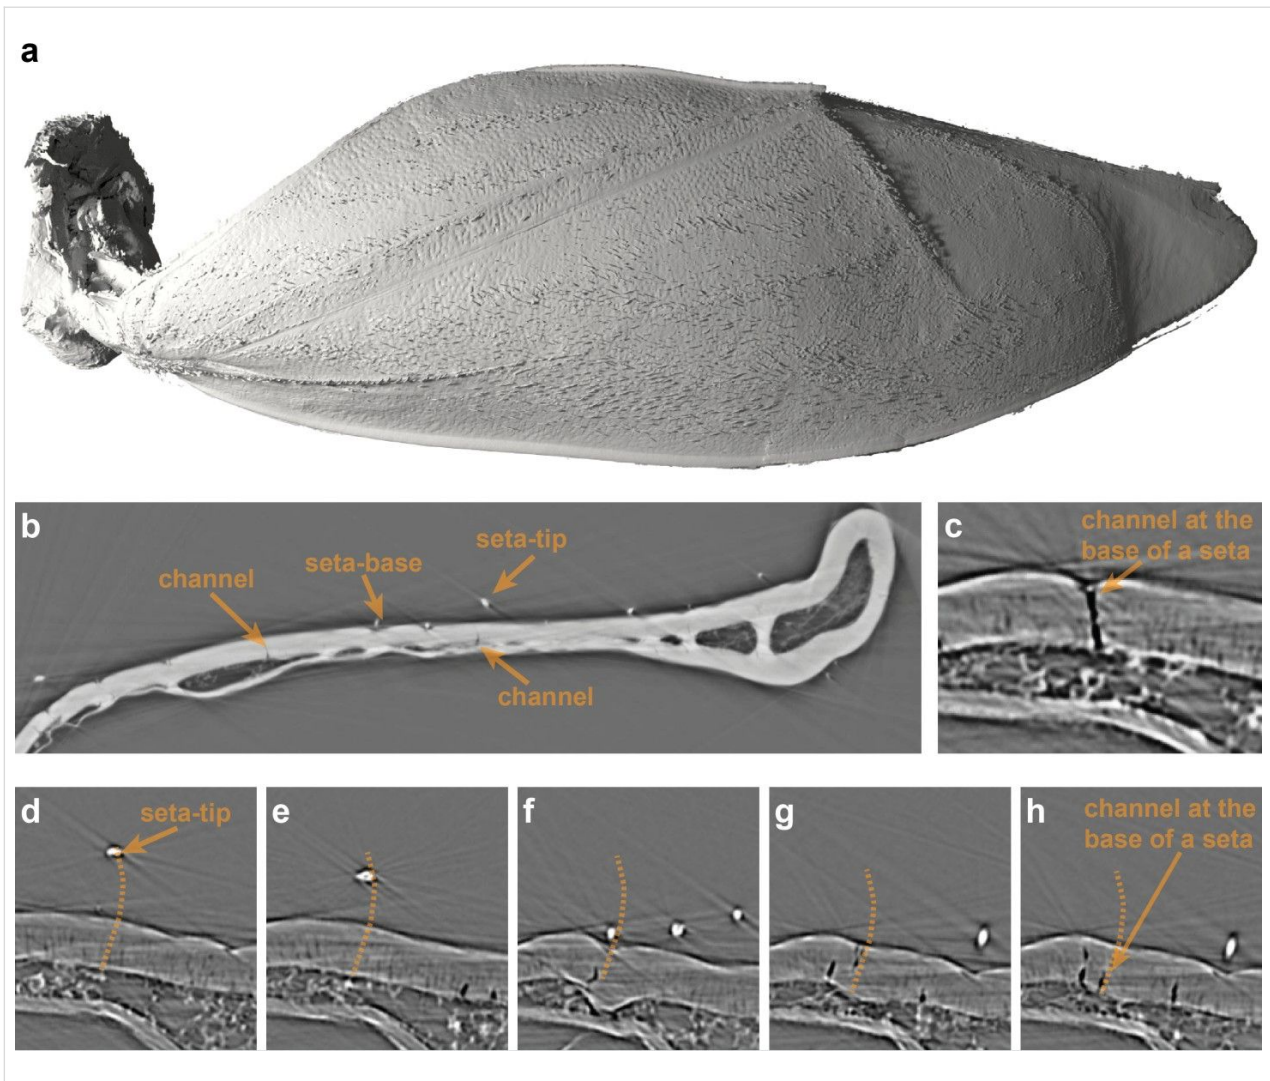 a
b
channel
seta-base
seta-tip
channel
c
channel at the
base of a seta
d
seta-tip
e
f
g
h
channel at the
base of a seta